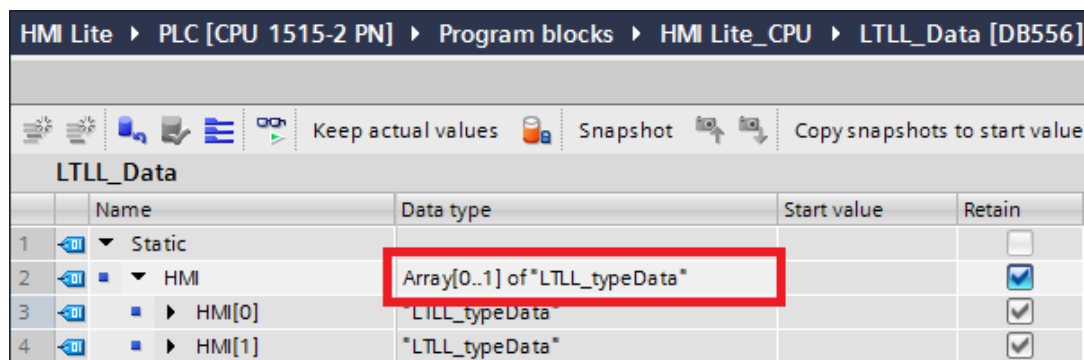 HMI Lite ▸ PLC [CPU 1515-2 PN] ▸ Program blocks ▸ HMI Lite_CPU ▸ LTLL_Data [DB556]
Keep actual values Snapshot Copy snapshots to start value
LTLL_Data
Name Data type Start value Retain
1 Static
2 HMI Array[0..1] of "LTLL_typeData"
3 HMI[0] "LTLL_typeData"
4 HMI[1] "LTLL_typeData"